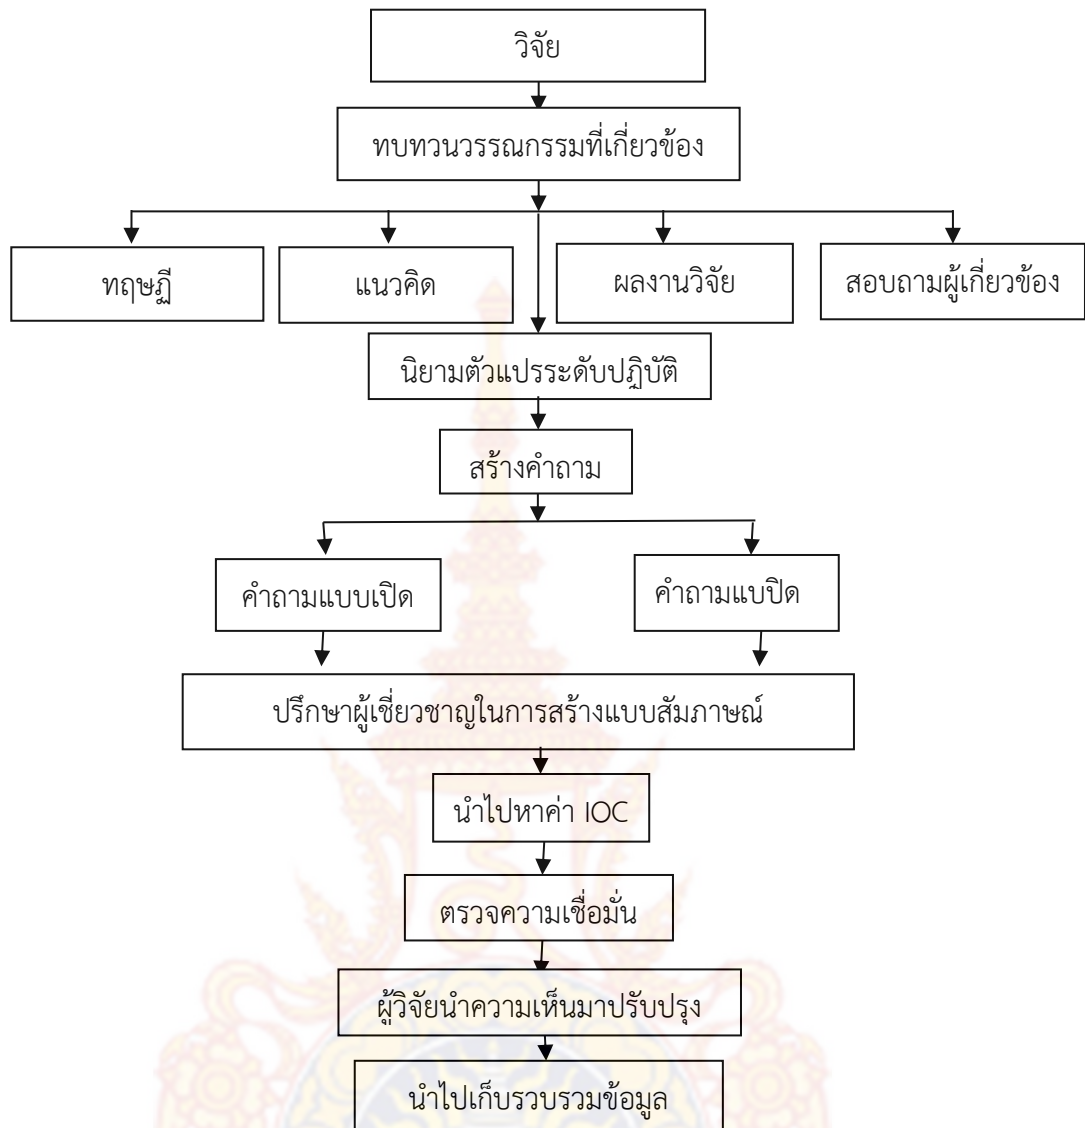 วิจัย
ทบทวนวรรณกรรมที่เกี่ยวข้อง
ทฤษฏี
แนวคิด
ผลงานวิจัย
สอบถามผู้เกี่ยวข้อง
นิยามตัวแปรระดับปฏิบัติ
สร้างคำถาม
คำถามแบบเปิด
คำถามแบปิด
ปรึกษาผู้เชี่ยวชาญในการสร้างแบบสัมภาษณ์
นำไปหาค่า IOC
ตรวจความเชื่อมั่น
ผู้วิจัยนำความเห็นมาปรับปรุง
นำไปเก็บรวบรวมข้อมูล